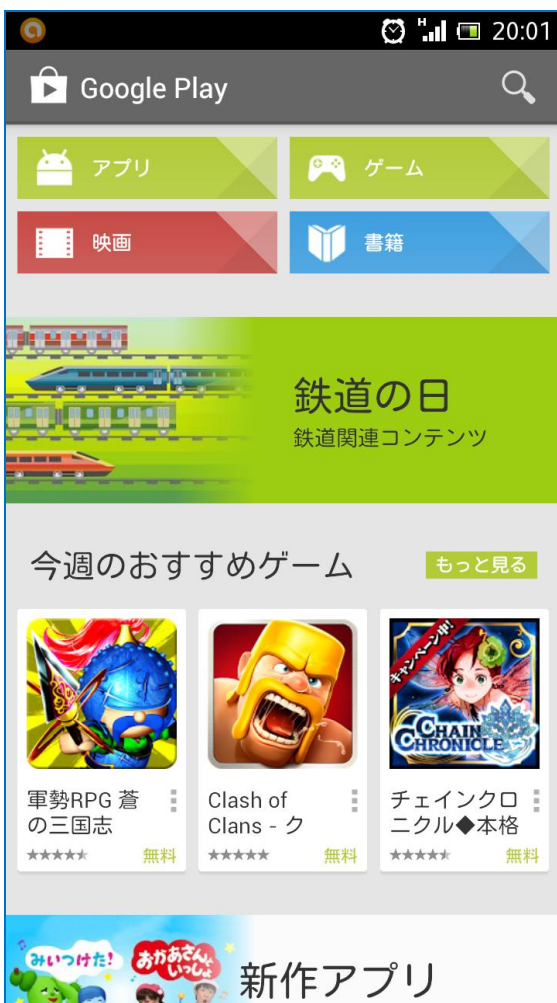 H 20:01
Google Play
アプリ
ゲーム
映画
書籍
鉄道の日
鉄道関連コンテンツ
今週のおすすめゲーム
もっと見る
キャンペーン中!
CHAIN
CHRONICLE
軍勢RPG 蒼
の三国志
無料
Clash of
Clans - ク
無料
チェインクロ
ニクル◆本格
無料
みいつけた!
おかあさんと
いっしょ
新作アプリ